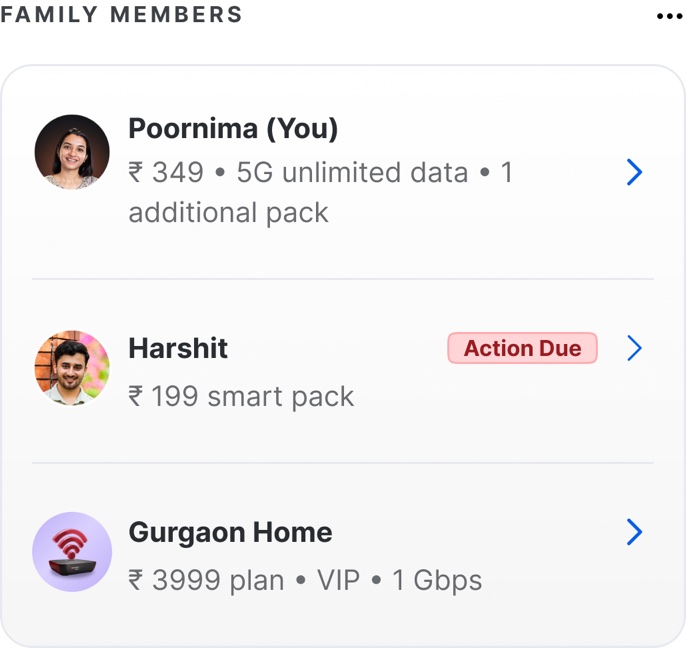 FAMILY MEMBERS
Poornima (You)
₹ 349 • 5G unlimited data • 1
additional pack
Harshit
Action Due
₹ 199 smart pack
Gurgaon Home
₹ 3999 plan • VIP • 1 Gbps